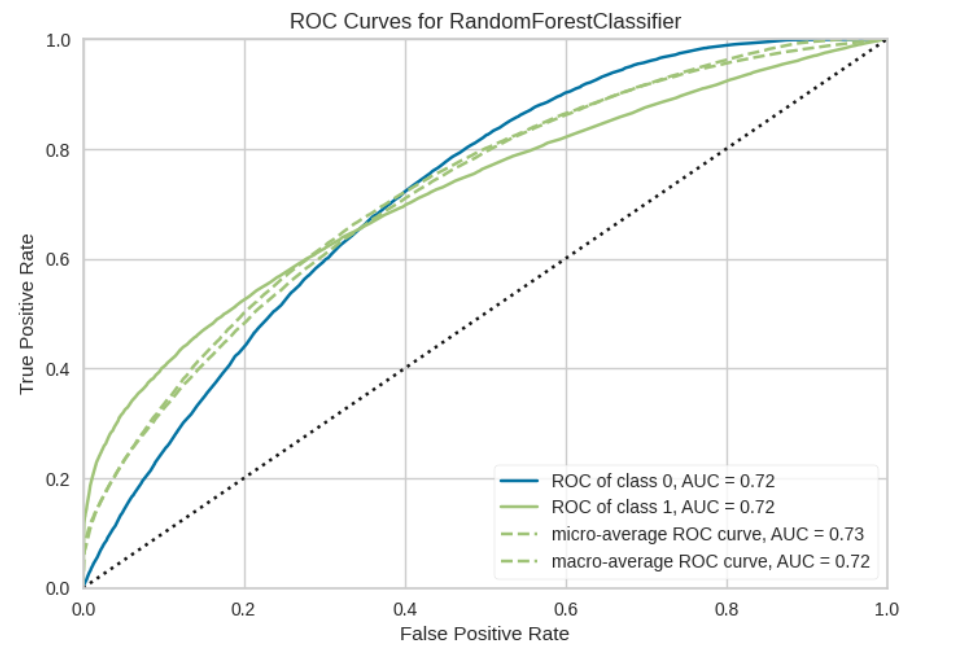 ROC Curves for RandomForestClassifier
1.0
0.8
0.6
0.4
0.2
0.0
True Positive Rate
ROC of class 0, AUC = 0.72
ROC of class 1, AUC = 0.72
micro-average ROC curve, AUC = 0.73
macro-average ROC curve, AUC = 0.72
0.0 0.2 0.4 0.6 0.8 1.0
False Positive Rate